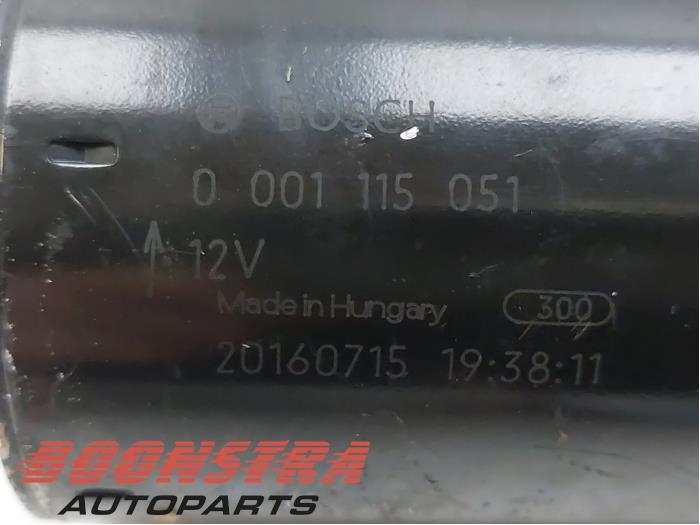 BOSCH
0 001 115 051
12V
Made in Hungary 300
20160715 19:38:11
BOONSTRA
AUTOPARTS